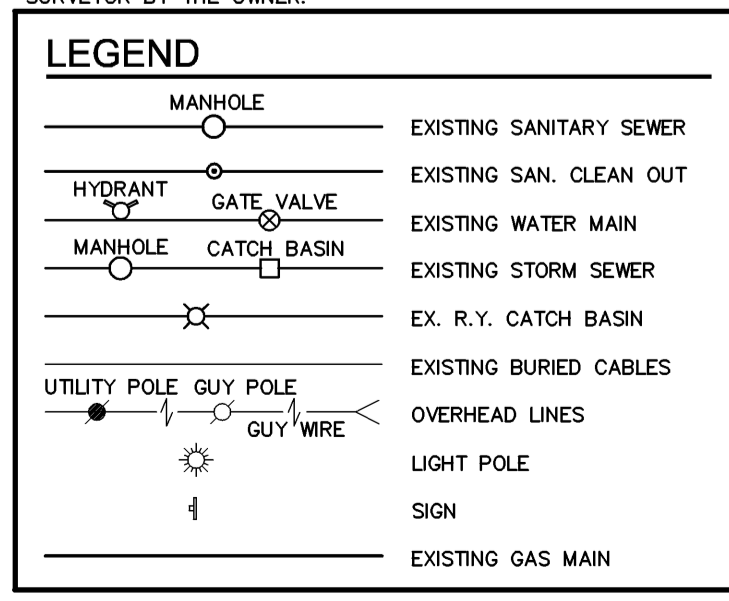 SURVEYOR BY THE OWNER.
LEGEND
MANHOLE
EXISTING SANITARY SEWER
EXISTING SAN. CLEAN OUT
HYDRANT GATE VALVE
EXISTING WATER MAIN
MANHOLE CATCH BASIN
EXISTING STORM SEWER
EX. R.Y. CATCH BASIN
EXISTING BURIED CABLES
UTILITY POLE GUY POLE
OVERHEAD LINES
GUY WIRE
LIGHT POLE
SIGN
EXISTING GAS MAIN